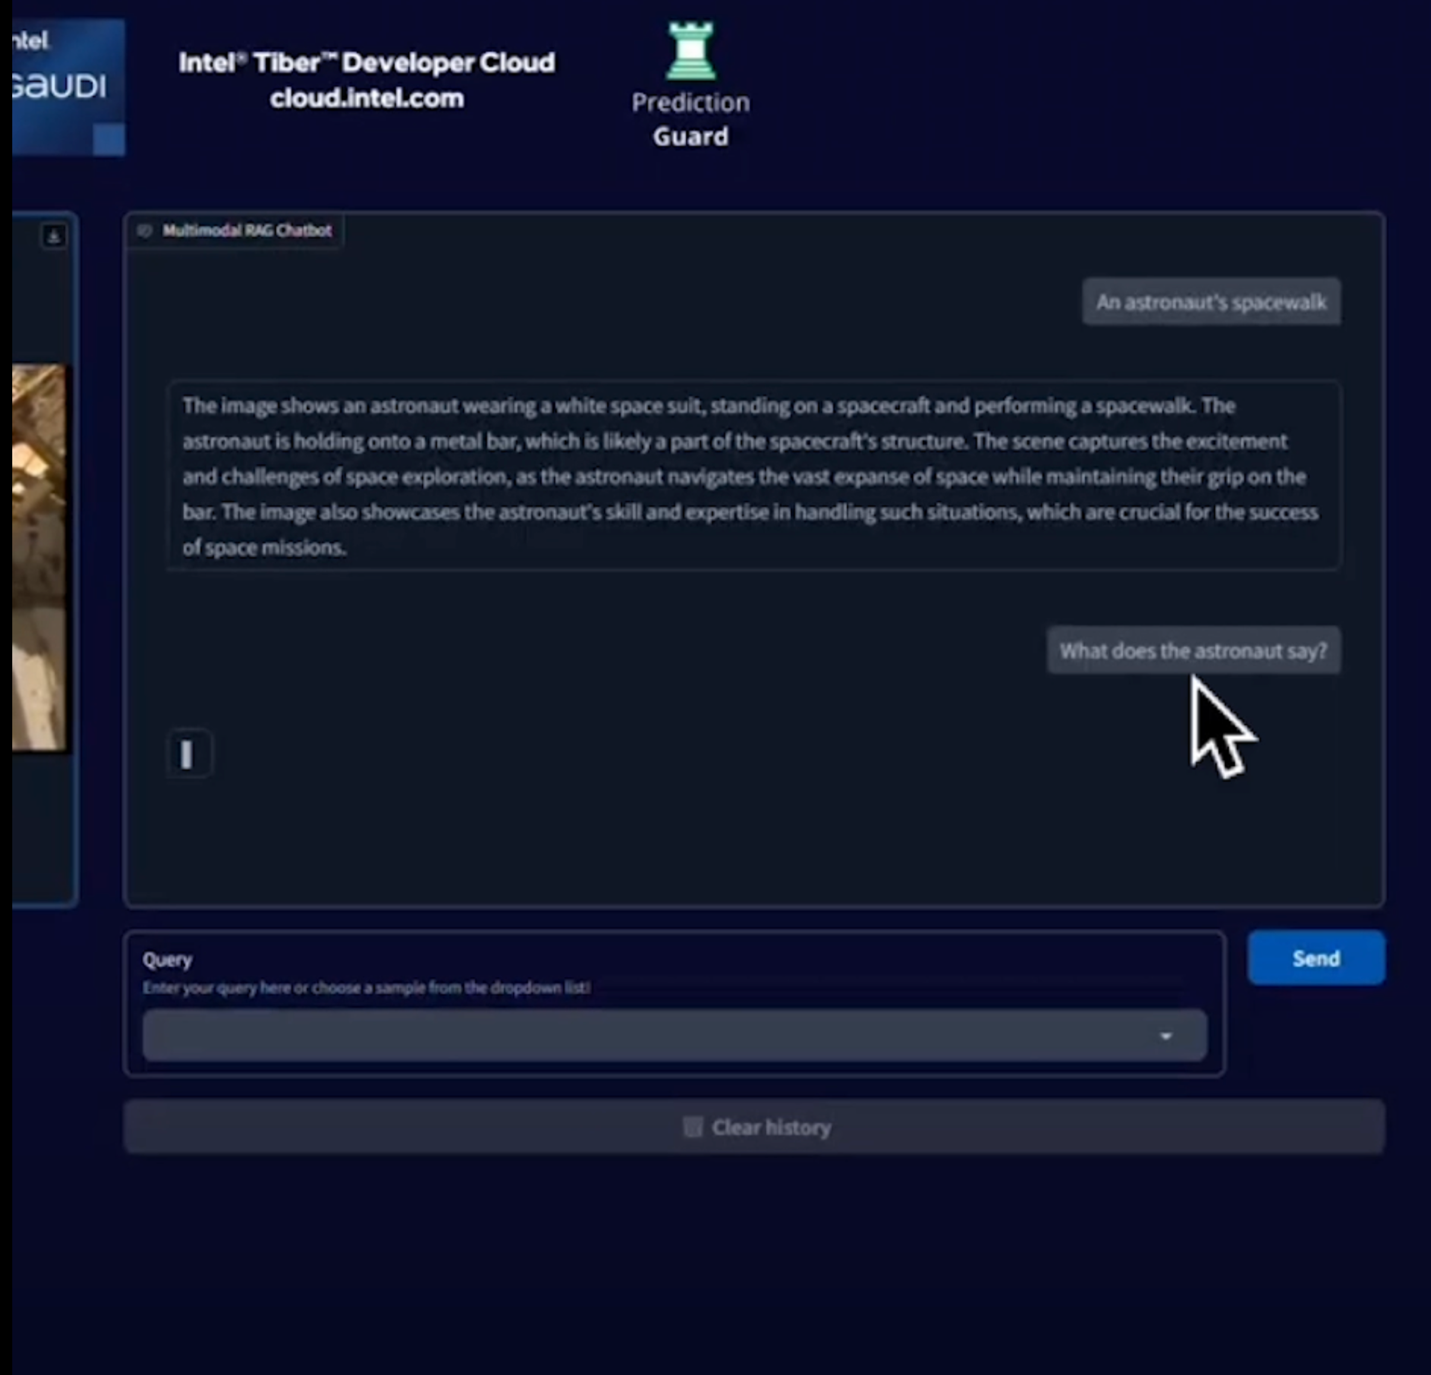 ntel
GAUDI
Intel® Tiber™ Developer Cloud
cloud.intel.com
Prediction
Guard
Multimodal RAG Chatbot
An astronaut's spacewalk
The image shows an astronaut wearing a white space suit, standing on a spacecraft and performing a spacewalk. The
astronaut is holding onto a metal bar, which is likely a part of the spacecraft's structure. The scene captures the excitement
and challenges of space exploration, as the astronaut navigates the vast expanse of space while maintaining their grip on the
bar. The image also showcases the astronaut's skill and expertise in handling such situations, which are crucial for the success
of space missions.
What does the astronaut say?
Query
Enter your query here or choose a sample from the dropdown list!
Send
Clear history